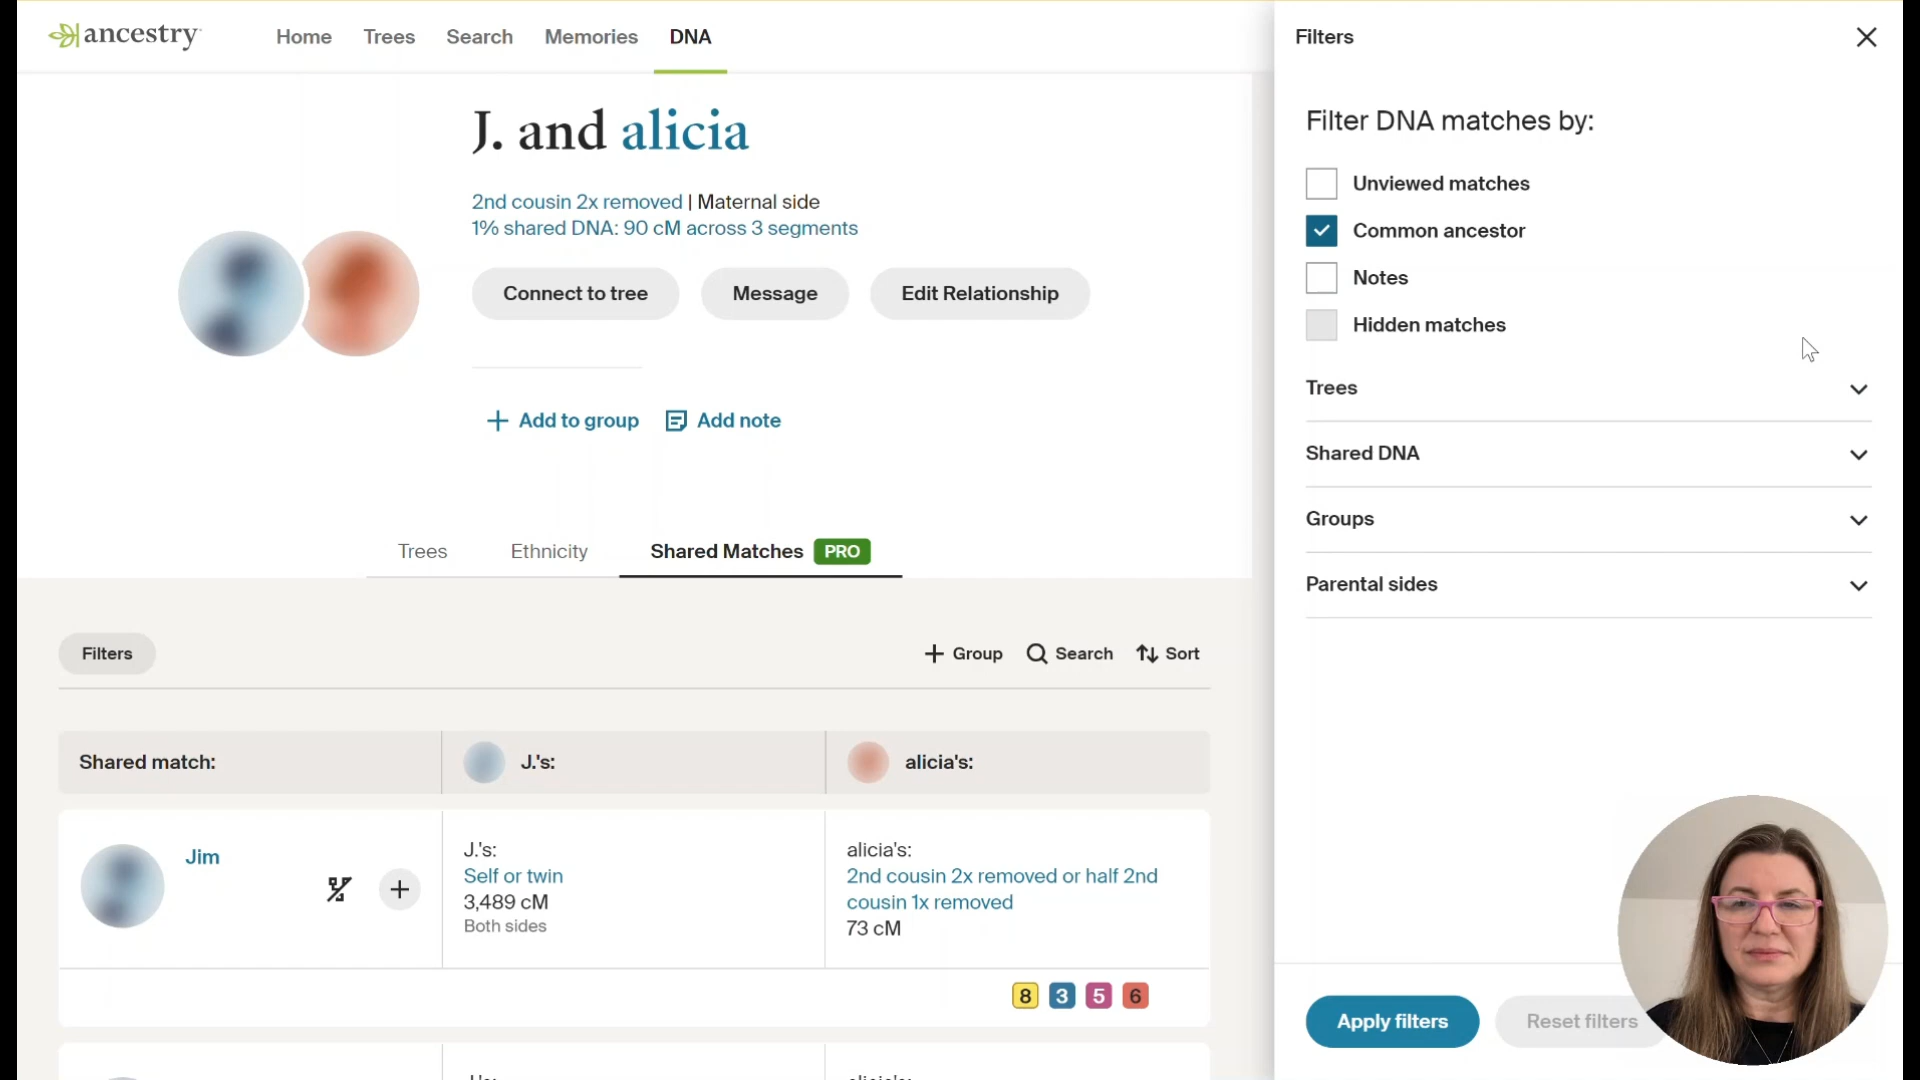 ancestry
Home
Trees
Search
Memories
DNA
J. and alicia
2nd cousin 2x removed | Maternal side
1% shared DNA: 90 cM across 3 segments
Connect to tree
Message
Edit Relationship
Add to group
Add note
Trees
Ethnicity
Shared Matches PRO
Filters
Group
Search
Sort
Shared match:
J.'s:
alicia's:
Jim
J.'s:
Self or twin
3,489 cM
Both sides
alicia's:
2nd cousin 2x removed or half 2nd
cousin 1x removed
73 cM
8 3 5 6
Filters
Filter DNA matches by:
Unviewed matches
Common ancestor
Notes
Hidden matches
Trees
Shared DNA
Groups
Parental sides
Apply filters
Reset filters